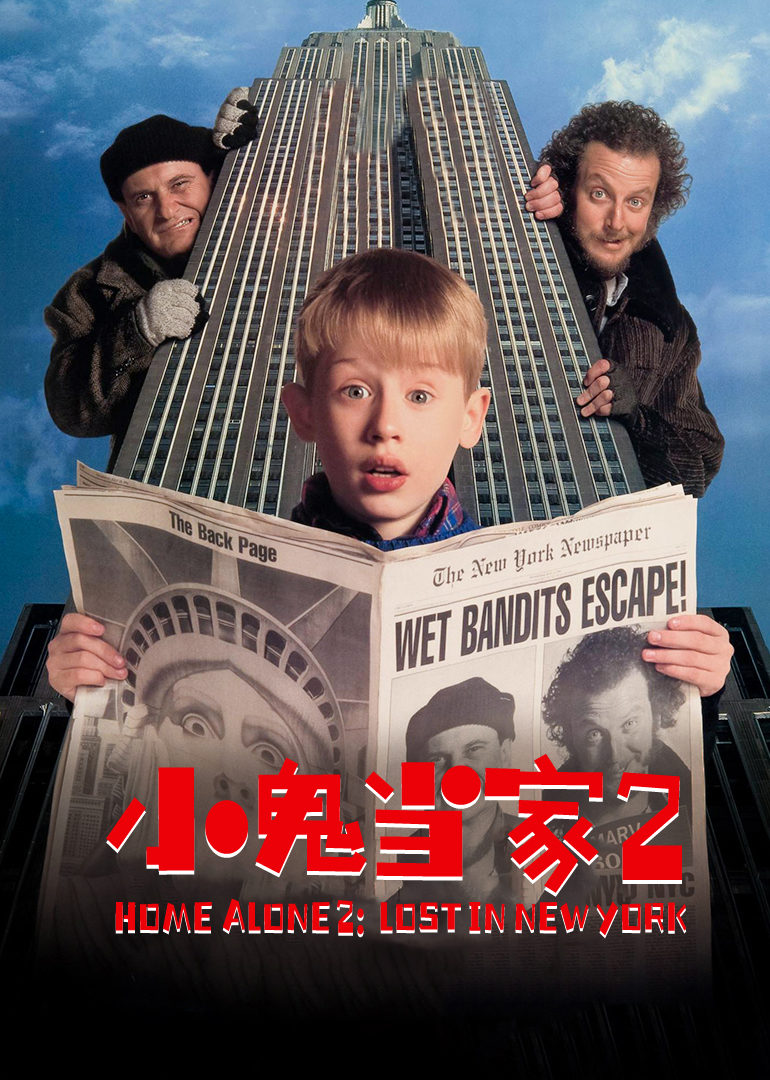 The Back Page
The New York Newspaper
WET BANDITS ESCAPE!
MARV
小鬼当家2
HOME ALONE 2: LOST IN NEW YORK